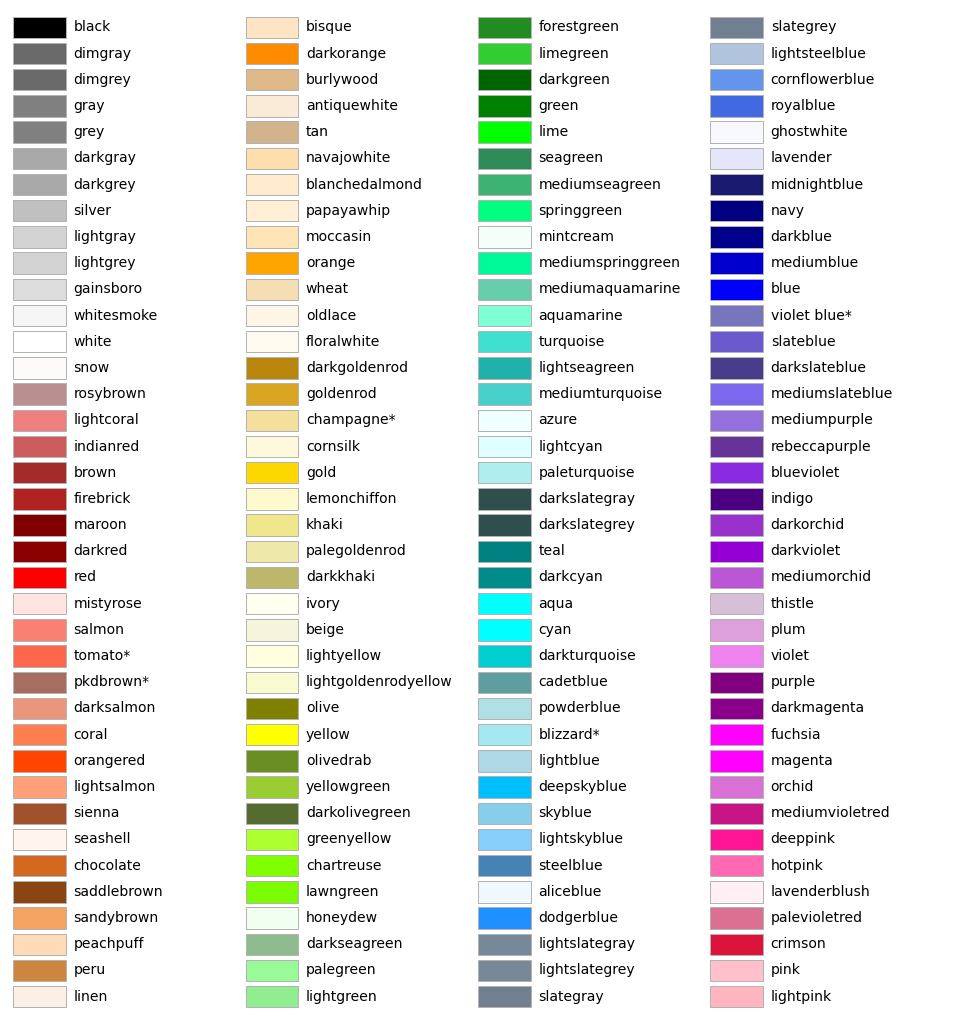 black
dimgray
dimgrey
gray
grey
darkgray
darkgrey
silver
lightgray
lightgrey
gainsboro
whitesmoke
white
snow
rosybrown
lightcoral
indianred
brown
firebrick
maroon
darkred
red
mistyrose
salmon
tomato*
pkdbrown*
darksalmon
coral
orangered
lightsalmon
sienna
seashell
chocolate
saddlebrown
sandybrown
peachpuff
peru
linen
bisque
darkorange
burlywood
antiquewhite
tan
navajowhite
blanchedalmond
papayawhip
moccasin
orange
wheat
oldlace
floralwhite
darkgoldenrod
goldenrod
champagne*
cornsilk
gold
lemonchiffon
khaki
palegoldenrod
darkkhaki
ivory
beige
lightyellow
lightgoldenrodyellow
olive
yellow
olivedrab
yellowgreen
darkolivegreen
greenyellow
chartreuse
lawngreen
honeydew
darkseagreen
palegreen
lightgreen
forestgreen
limegreen
darkgreen
green
lime
seagreen
mediumseagreen
springgreen
mintcream
mediumspringgreen
mediumaquamarine
aquamarine
turquoise
lightseagreen
mediumturquoise
azure
lightcyan
paleturquoise
darkslategray
darkslategrey
teal
darkcyan
aqua
cyan
darkturquoise
cadetblue
powderblue
blizzard*
lightblue
deepskyblue
skyblue
lightskyblue
steelblue
aliceblue
dodgerblue
lightslategray
lightslategrey
slategray
slategrey
lightsteelblue
cornflowerblue
royalblue
ghostwhite
lavender
midnightblue
navy
darkblue
mediumblue
blue
violet blue*
slateblue
darkslateblue
mediumslateblue
mediumpurple
rebeccapurple
blueviolet
indigo
darkorchid
darkviolet
mediumorchid
thistle
plum
violet
purple
darkmagenta
fuchsia
magenta
orchid
mediumvioletred
deeppink
hotpink
lavenderblush
palevioletred
crimson
pink
lightpink